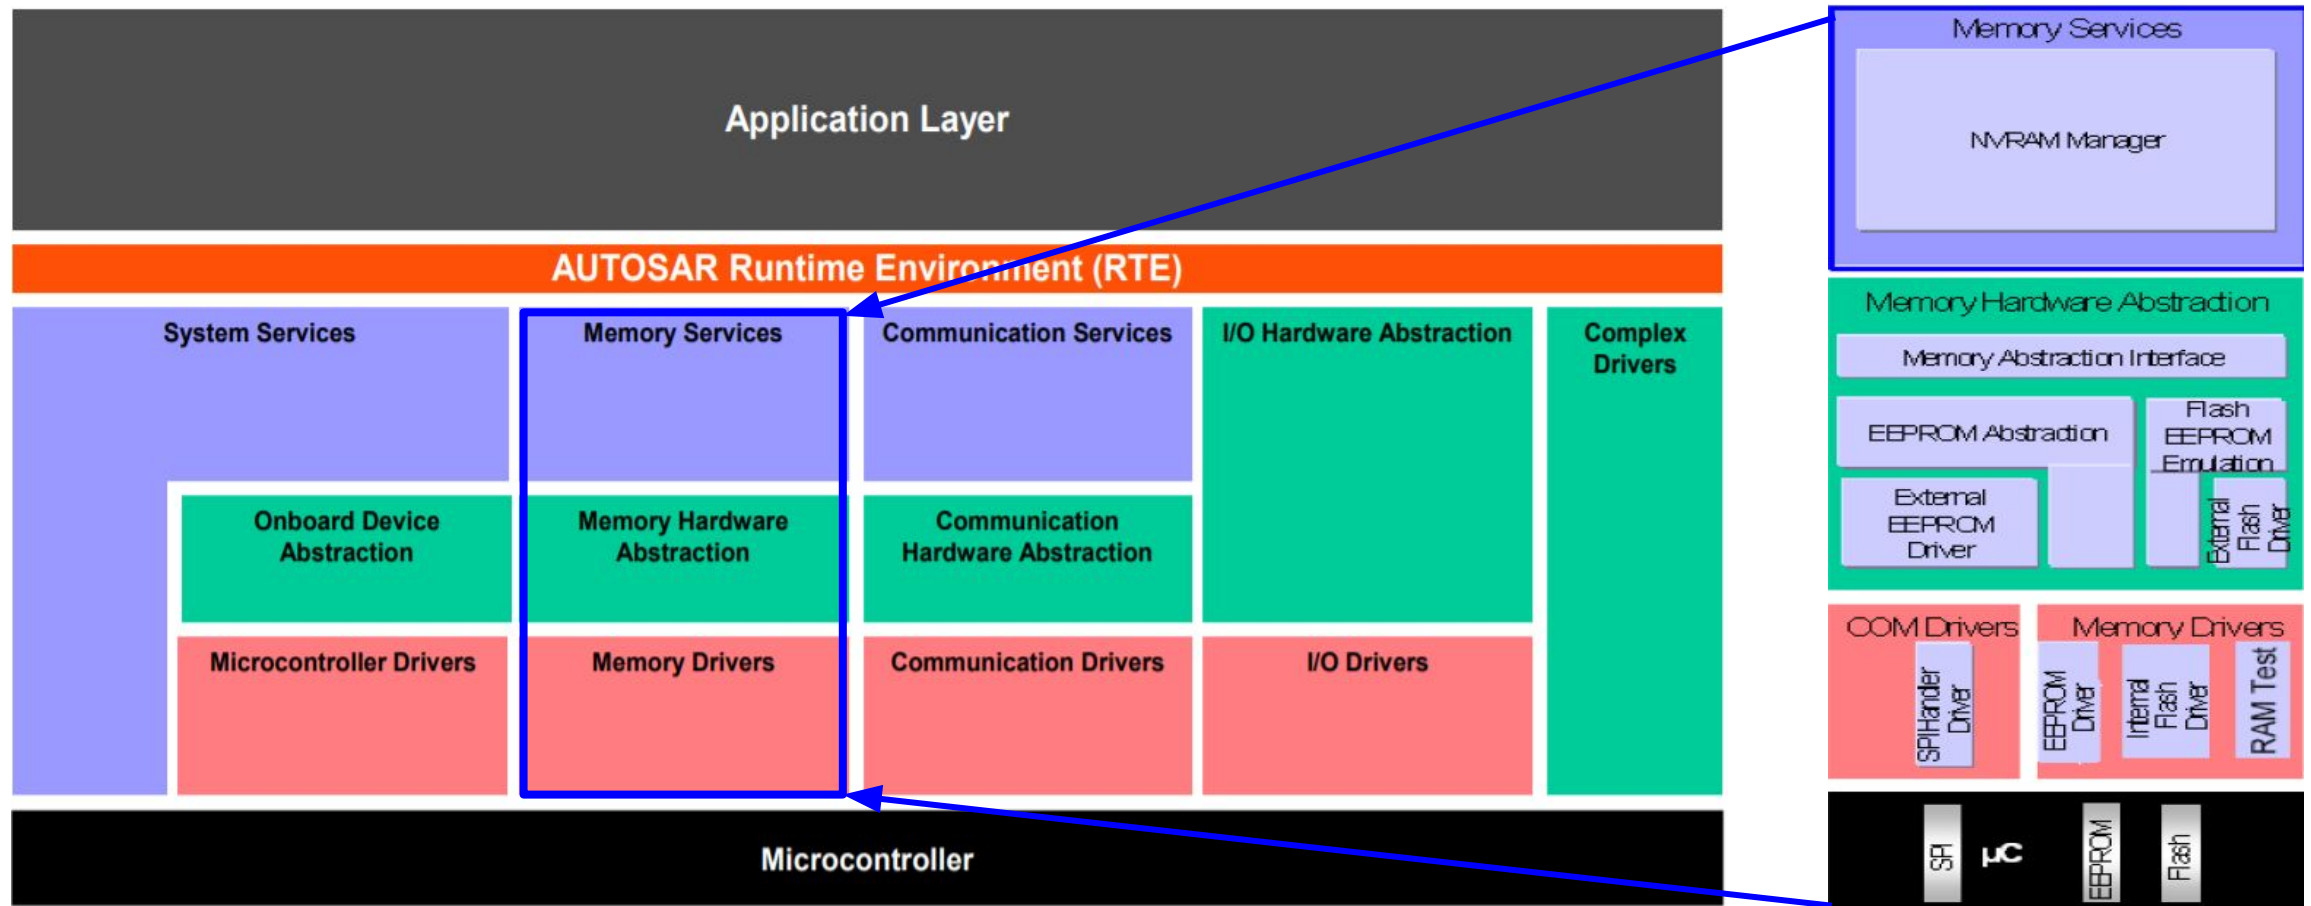 Application Layer
AUTOSAR Runtime Environment (RTE)
System Services
Memory Services
Communication Services
I/O Hardware Abstraction
Complex
Drivers
Onboard Device
Abstraction
Memory Hardware
Abstraction
Communication
Hardware Abstraction
Microcontroller Drivers
Memory Drivers
Communication Drivers
I/O Drivers
Microcontroller
Memory Services
NVRAM Manager
Memory Hardware Abstraction
Memory Abstraction Interface
EEPROM Abstraction
Flash
EEPROM
Emulation
External
EEPROM
Driver
External
Flash
Driver
COM Drivers
Memory Drivers
SPIHandler
Driver
EEPROM
Driver
Internal
Flash
Driver
RAM Test
SPI
µC
EEPROM
Flash